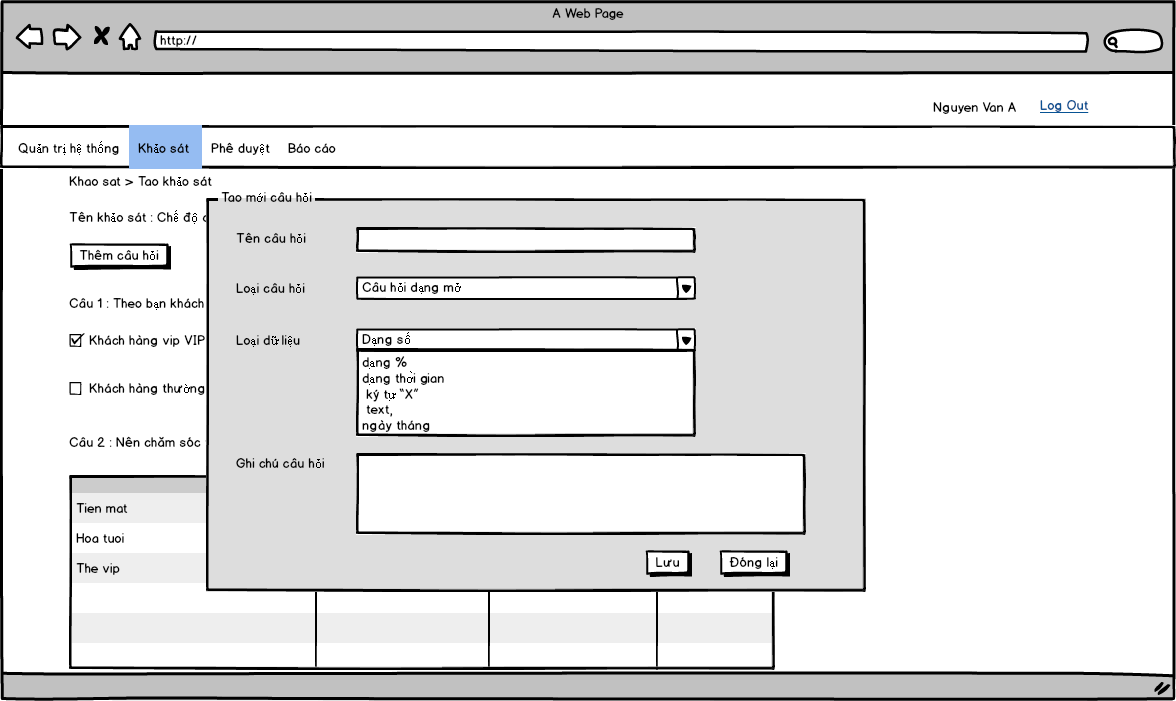 A Web Page
http://
Nguyen Van A Log Out
Quản trị hệ thống Khảo sát Phê duyệt Báo cáo
Khao sat > Tao khảo sát
Tạo mới câu hỏi
Tên khảo sát : Chế độ
Tên câu hỏi
Thêm câu hỏi
Loại câu hỏi Câu hỏi dạng mở
Câu 1 : Theo bạn khách
Khách hàng vip VIP
Loại dữ liệu Dạng số
dạng %
dạng thời gian
ký tự "X"
text,
ngày tháng
Khách hàng thường
Câu 2 : Nên chăm sóc
Ghi chú câu hỏi
Tien mat
Hoa tuoi
The vip
Lưu Đóng lại